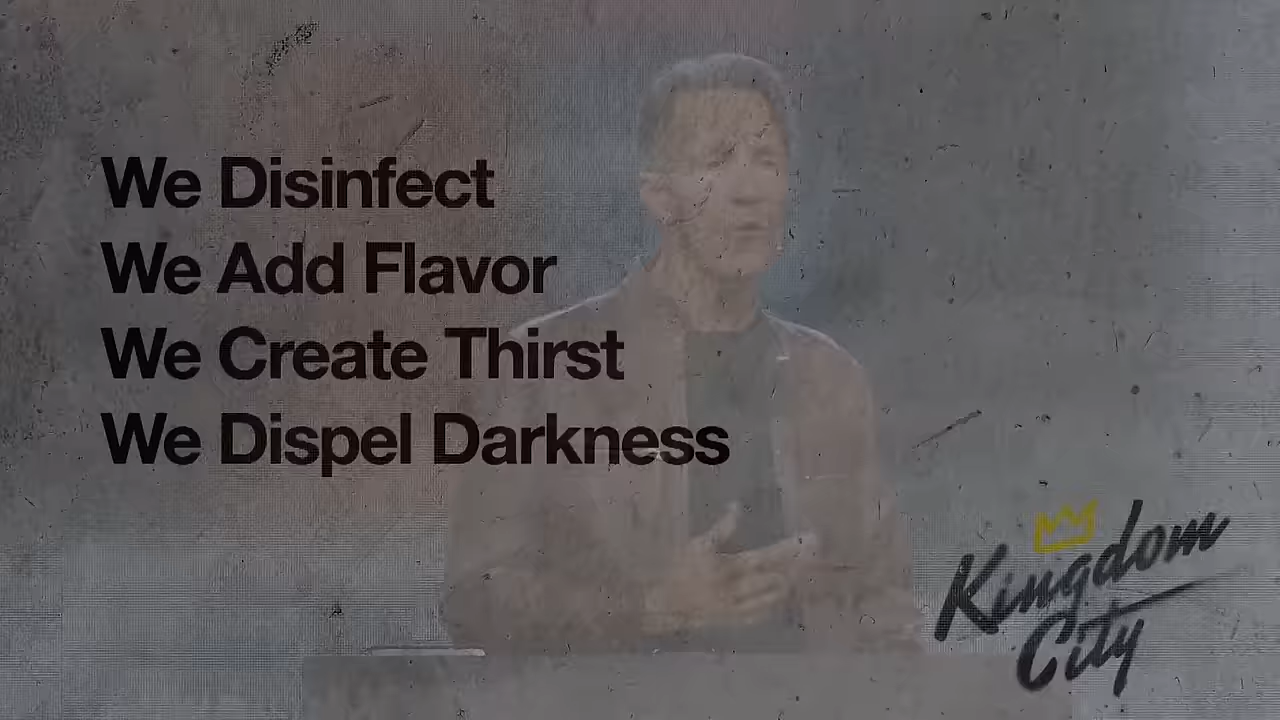 We Disinfect
We Add Flavor
We Create Thirst
We Dispel Darkness
Kingdom
City